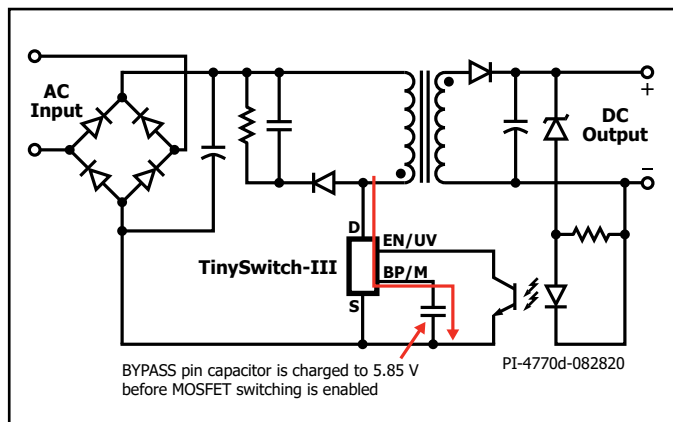 AC
Input
+
DC
Output
−
D
EN/UV
TinySwitch-III
BP/M
S
PI-4770d-082820
BYPASS pin capacitor is charged to 5.85 V
before MOSFET switching is enabled